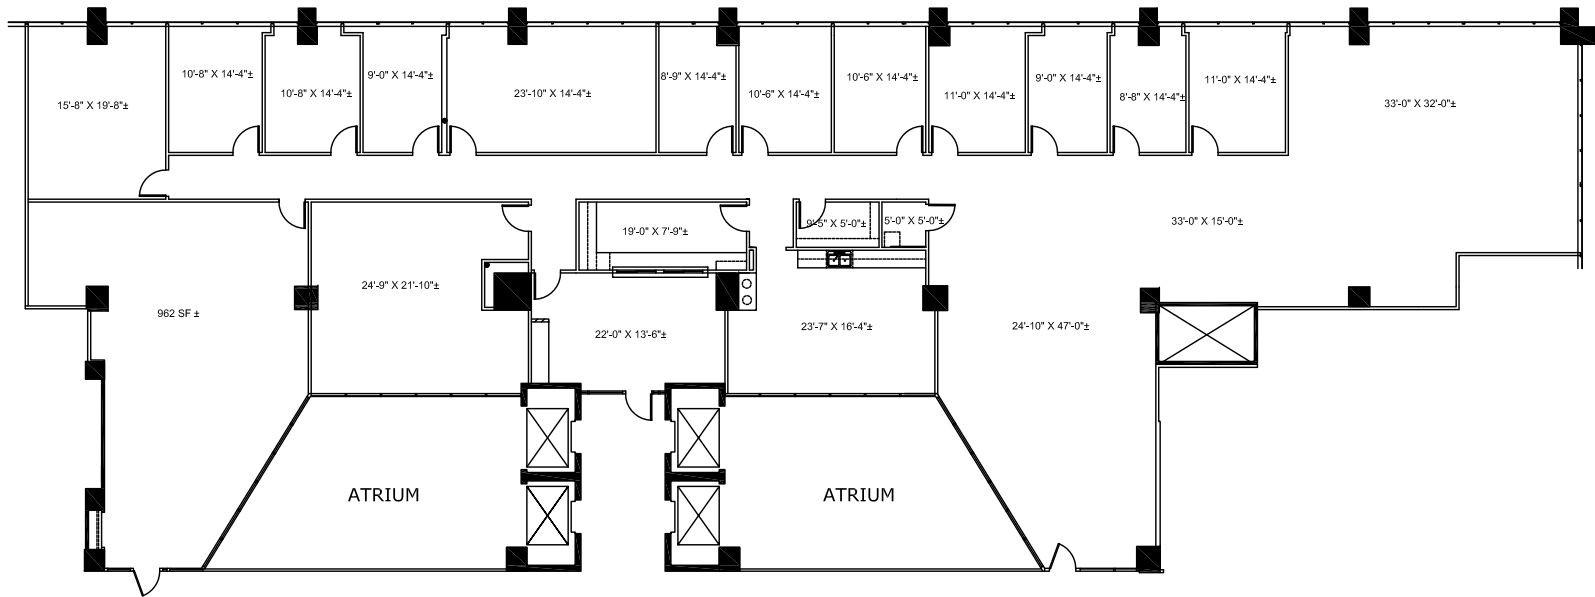 15'-8" X 19'-8"±
10'-8" X 14'-4"±
10'-8" X 14'-4"±
9'-0" X 14'-4"±
23'-10" X 14'-4"±
8'-9" X 14'-4"±
10'-6" X 14'-4"±
10'-6" X 14'-4"±
11'-0" X 14'-4"±
9'-0" X 14'-4"±
8'-8" X 14'-4"±
11'-0" X 14'-4"±
33'-0" X 32'-0"±
19'-0" X 7'-9"±
9'-5" X 5'-0"±
5'-0" X 5'-0"±
33'-0" X 15'-0"±
962 SF ±
24'-9" X 21'-10"±
22'-0" X 13'-6"±
23'-7" X 16'-4"±
24'-10" X 47'-0"±
ATRIUM
ATRIUM